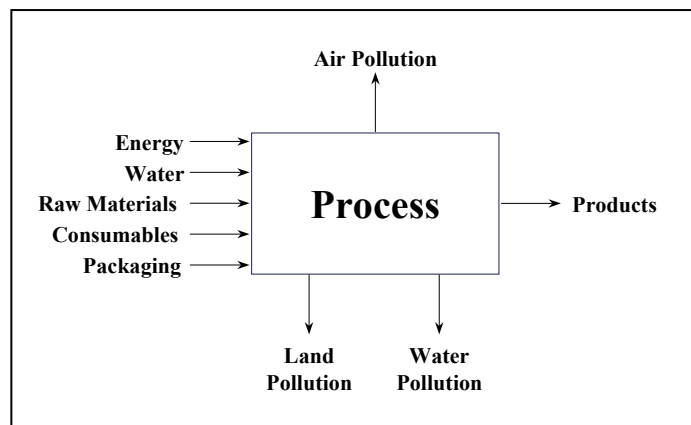 Air Pollution
Energy
Water
Raw Materials
Consumables
Packaging
Process
Products
Land
Pollution
Water
Pollution